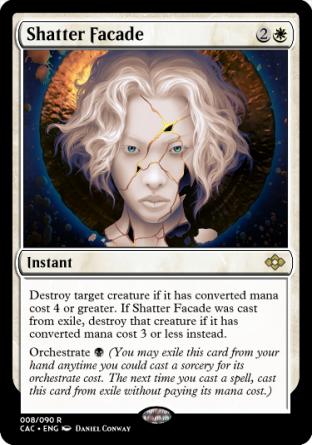 Shatter Facade 2
Instant
Destroy target creature if it has converted mana
cost 4 or greater. If Shatter Facade was cast
from exile, destroy that creature if it has
converted mana cost 3 or less instead.
Orchestrate (You may exile this card from your
hand anytime you could cast a sorcery for its
orchestrate cost. The next time you cast a spell, cast
this card from exile without paying its mana cost.)
008/090 R
CAC • ENG Daniel Conway